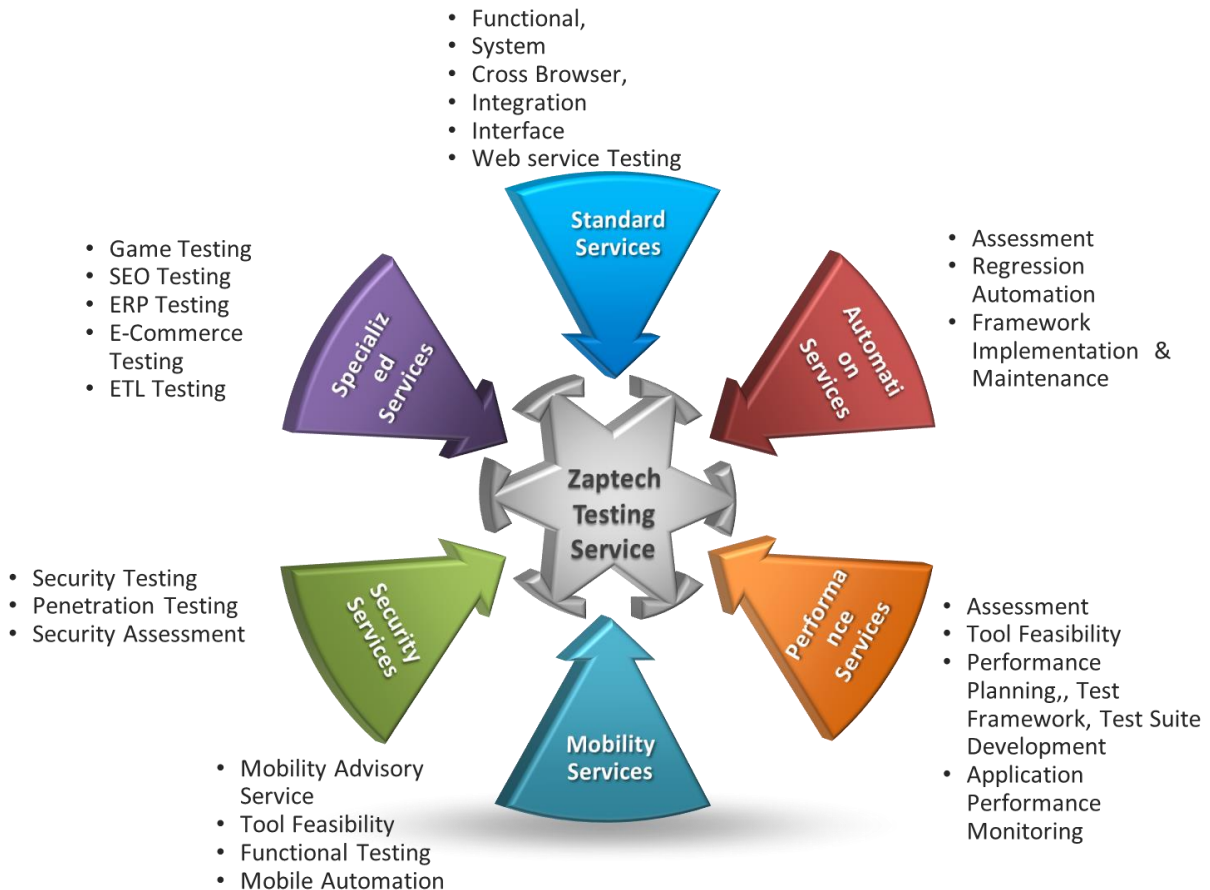 • Functional,
• System
• Cross Browser,
• Integration
• Interface
• Web service Testing
Standard
Services
• Game Testing
• SEO Testing
• ERP Testing
• E-Commerce
Testing
• ETL Testing
Specializ
ed
Services
Automati
on
Services
• Assessment
• Regression
Automation
• Framework
Implementation &
Maintenance
Zaptech
Testing
Service
• Security Testing
• Penetration Testing
• Security Assessment
Security
Services
Performa
nce
Services
• Assessment
• Tool Feasibility
• Performance
Planning,, Test
Framework, Test Suite
Development
• Application
Performance
Monitoring
Mobility
Services
• Mobility Advisory
Service
• Tool Feasibility
• Functional Testing
• Mobile Automation